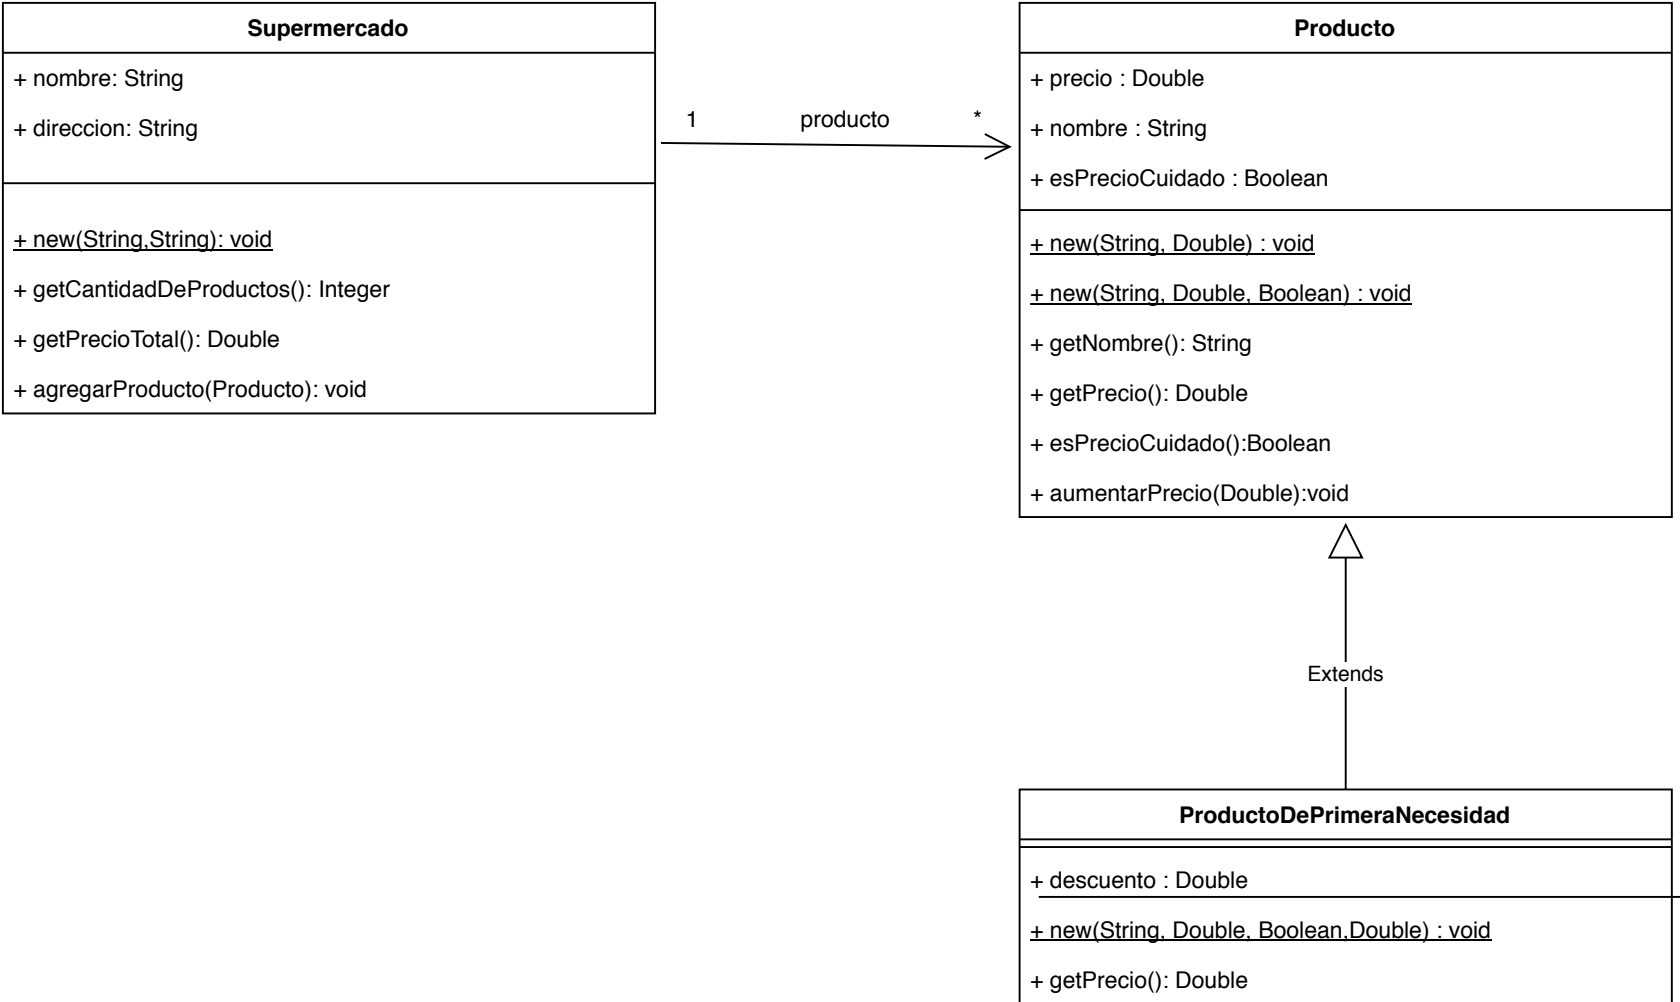 Supermercado
+ nombre: String
+ direccion: String
+ new(String,String): void
+ getCantidadDeProductos(): Integer
+ getPrecioTotal(): Double
+ agregarProducto(Producto): void
1
producto
*
Producto
+ precio : Double
+ nombre : String
+ esPrecioCuidado : Boolean
+ new(String, Double) : void
+ new(String, Double, Boolean) : void
+ getNombre(): String
+ getPrecio(): Double
+ esPrecioCuidado():Boolean
+ aumentarPrecio(Double):void
Extends
ProductoDePrimeraNecesidad
+ descuento : Double
+ new(String, Double, Boolean,Double) : void
+ getPrecio(): Double